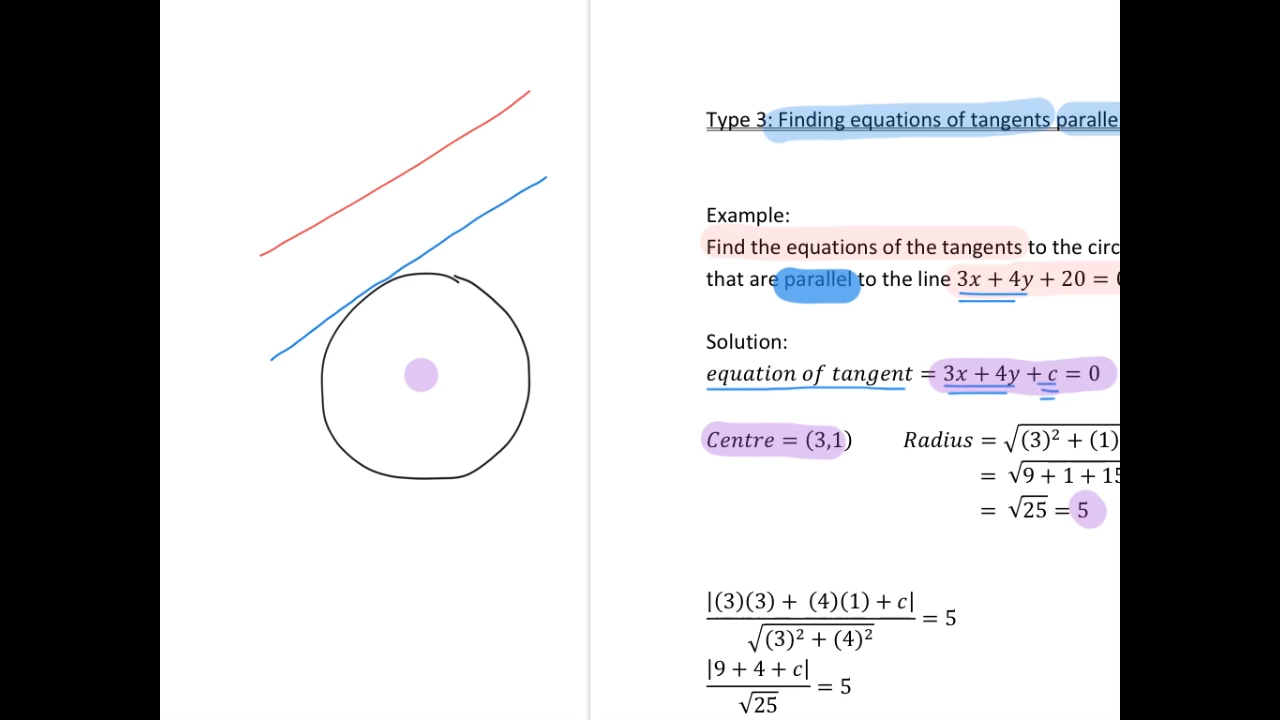 Type 3: Finding equations of tangents paralle
Example:
Find the equations of the tangents to the circ
that are parallel to the line 3x + 4y + 20 =
Solution:
equation of tangent = 3x + 4y + c = 0
Centre = (3,1) Radius = √(3)² + (1)
= √9 + 1 + 15
= √25 = 5
|(3)(3) + (4)(1) + c|
= 5
√(3)² + (4)²
|9 + 4 + c|
= 5
√25